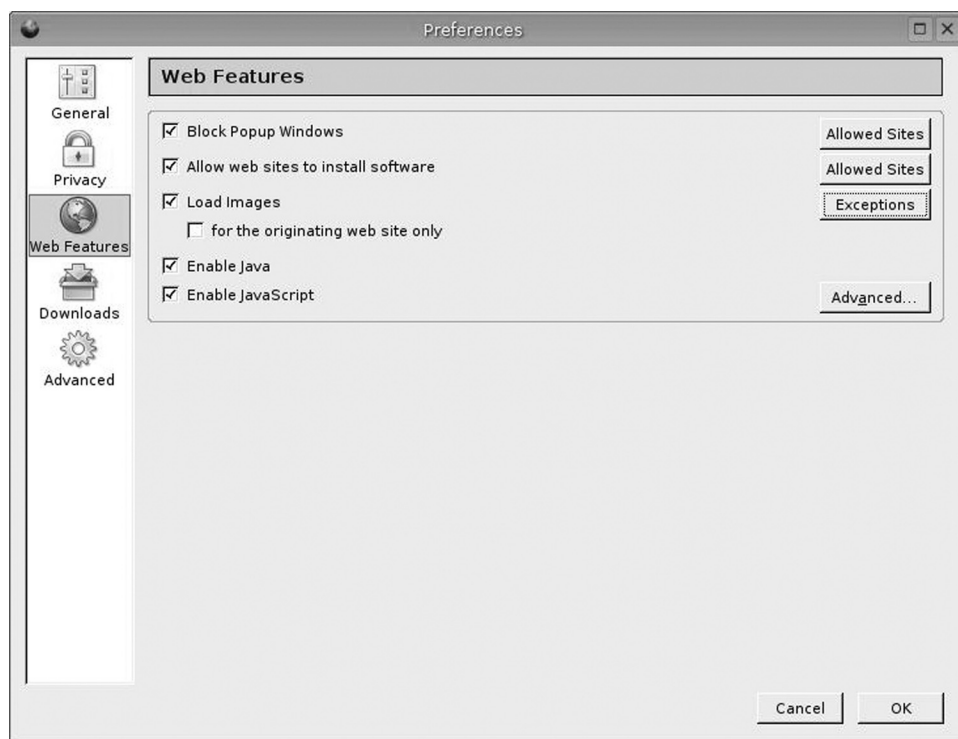 Preferences
General
Privacy
Web Features
Downloads
Advanced
Web Features
Block Popup Windows
Allowed Sites
Allow web sites to install software
Allowed Sites
Load Images
Exceptions
for the originating web site only
Enable Java
Enable JavaScript
Advanced...
Cancel
OK